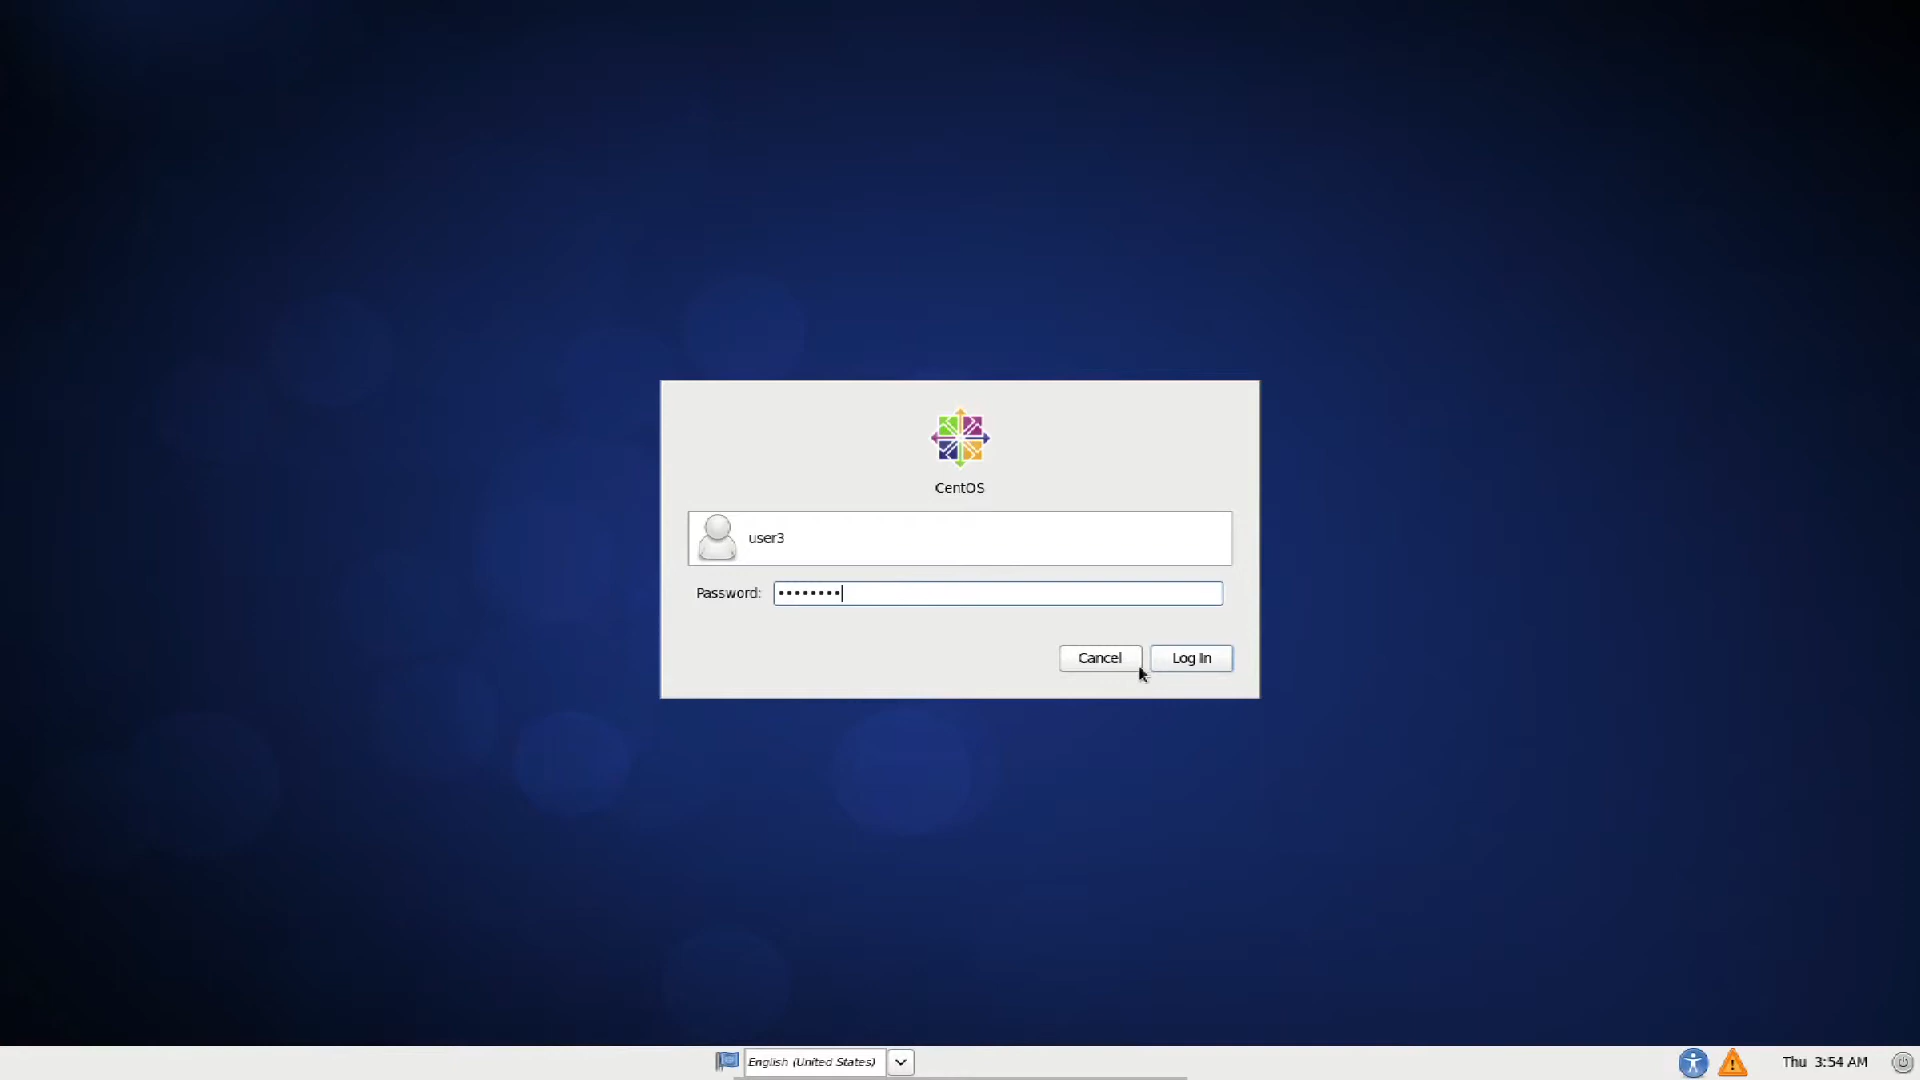 CentOS
user3
Password: ••••••••
Cancel Log In
English (United States) Thu 3:54 AM